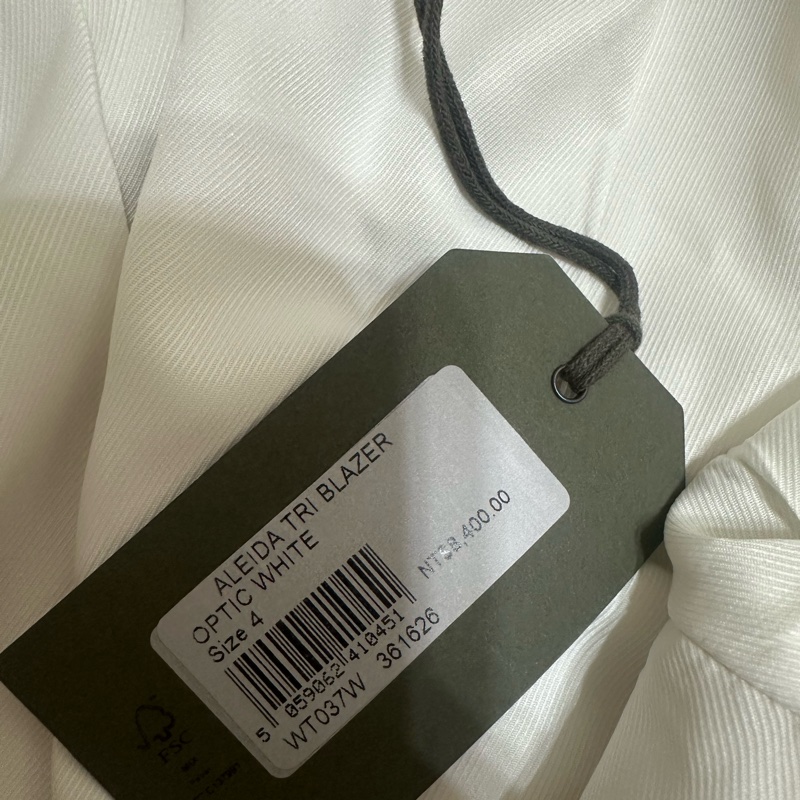 ALEIDA TRI BLAZER
OPTIC WHITE
Size 4
NT$8,400.00
5 059062 410451
WT037W 361626
FSC